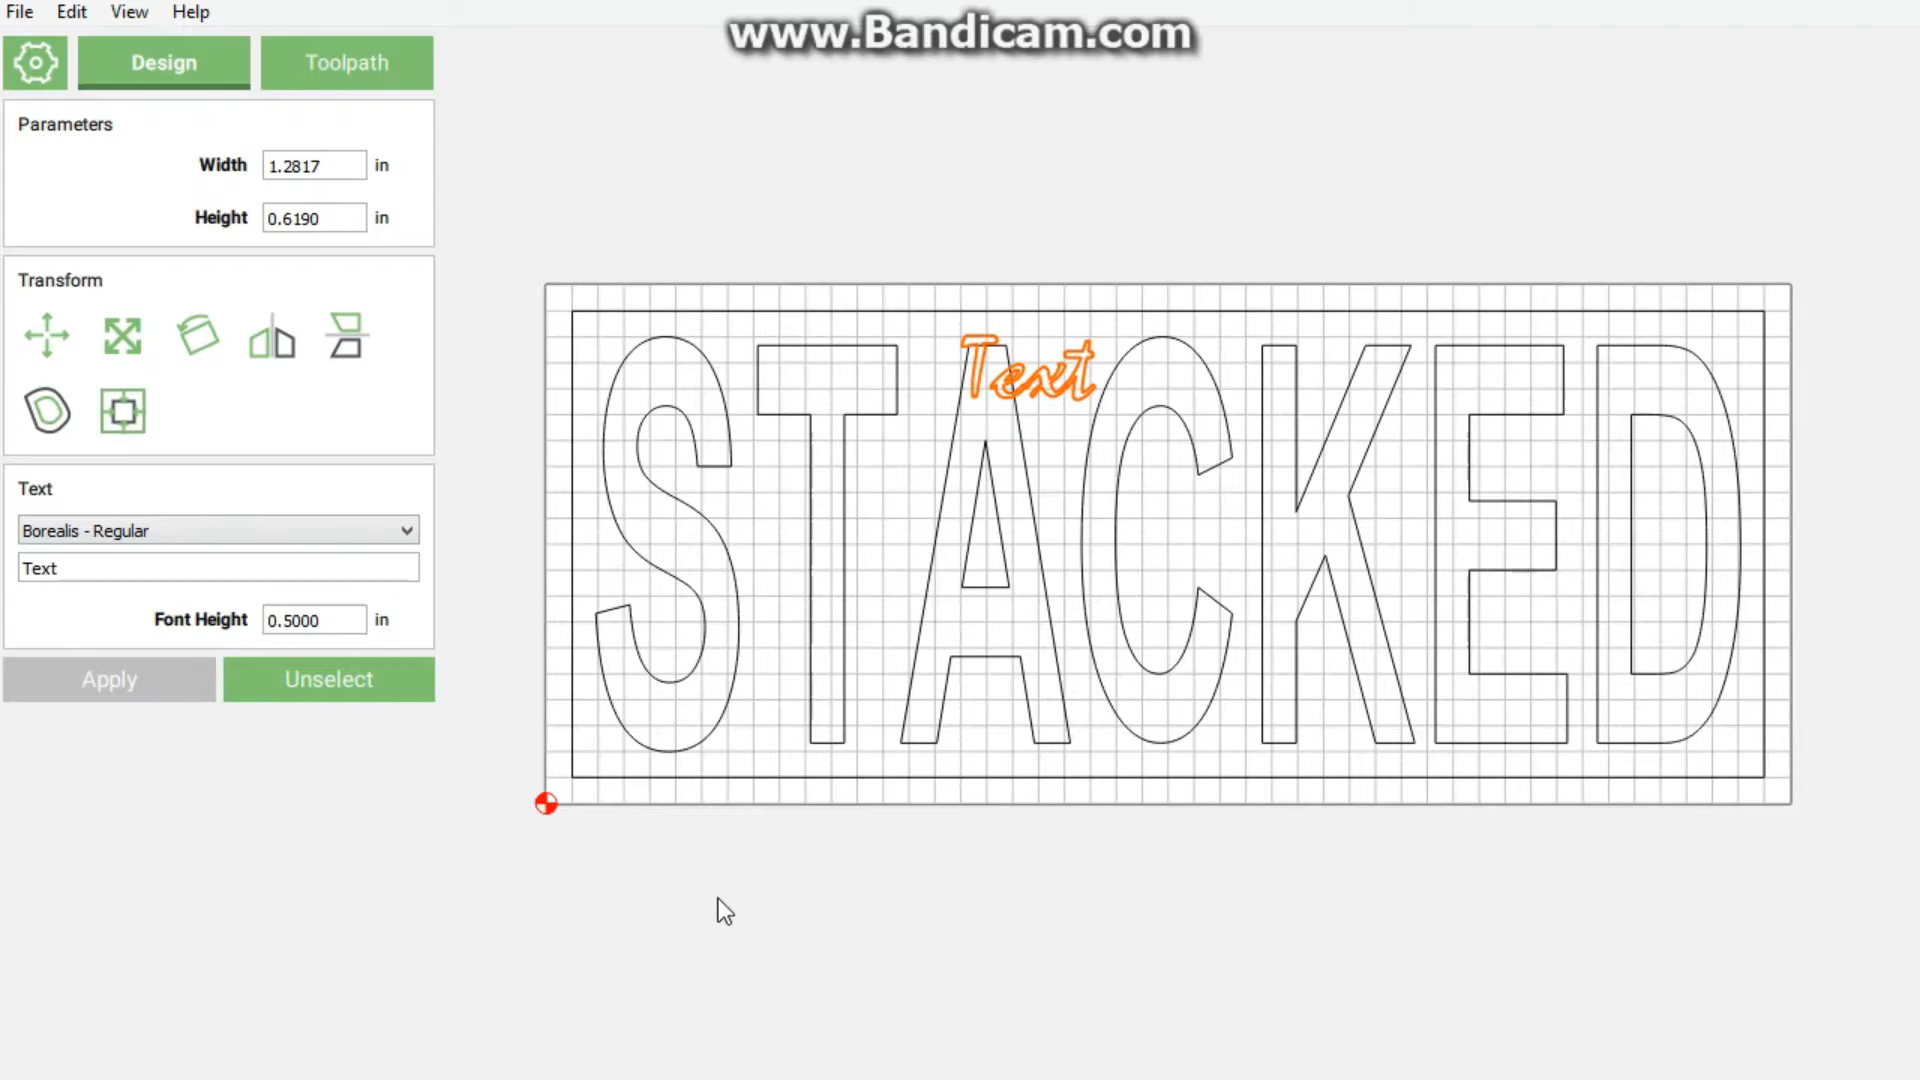 File Edit View Help
www.Bandicam.com
Design Toolpath
Parameters
Width 1.2817 in
Height 0.6190 in
Transform
Text
Borealis - Regular
Text
Font Height 0.5000 in
Apply Unselect
Text
STACKED